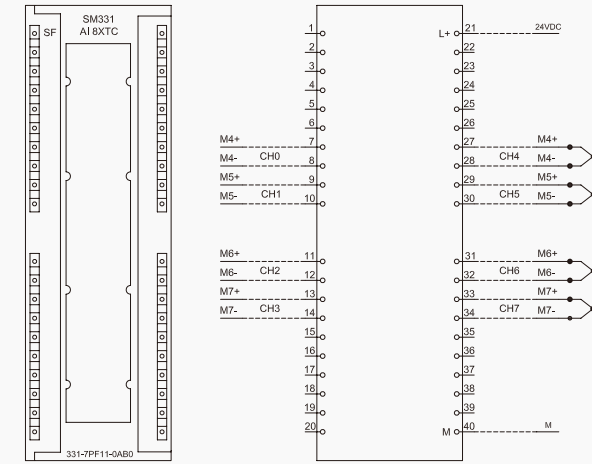 SM331
AI 8XTC
SF
331-7PF11-0AB0
1
2
3
4
5
6
M4+ 7
CH0
M4- 8
M5+ 9
CH1
M5- 10
M6+ 11
CH2
M6- 12
M7+ 13
CH3
M7- 14
15
16
17
18
19
20
L+ 21 24VDC
22
23
24
25
26
27 M4+
CH4
28 M4-
29 M5+
CH5
30 M5-
31 M6+
CH6
32 M6-
33 M7+
CH7
34 M7-
35
36
37
38
39
M 40 M